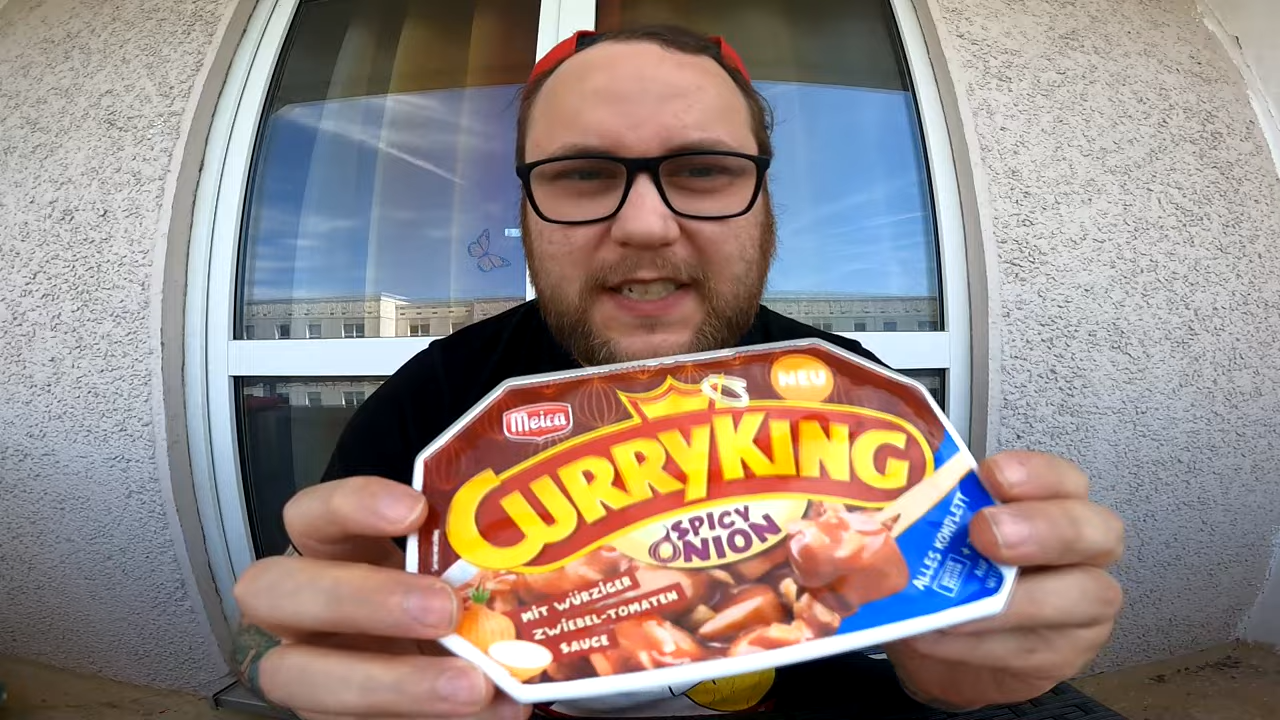 NEU
Meica
CURRYKING
SPICY
ONION
ALLES KOMPLETT
MIT WÜRZIGER
ZWIEBEL-TOMATEN
SAUCE